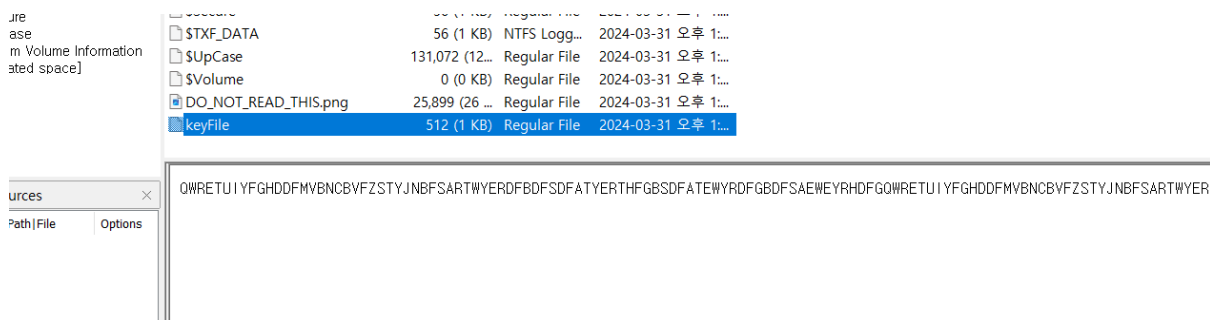 ure
ase
m Volume Information
ated space]
$Secure
$TXF_DATA 56 (1 KB) NTFS Logg... 2024-03-31 오후 1:...
$UpCase 131,072 (12... Regular File 2024-03-31 오후 1:...
$Volume 0 (0 KB) Regular File 2024-03-31 오후 1:...
DO_NOT_READ_THIS.png 25,899 (26 ... Regular File 2024-03-31 오후 1:...
keyFile 512 (1 KB) Regular File 2024-03-31 오후 1:...
urces
Path|File Options
QWRETUIYFGHDDFMVBNCBVFZSTYJNBFSARTWYERDFBDFSDFATYERTHFGBSDFATEWYRDFGBDFSAEWEYRHDFGQWRETUIYFGHDDFMVBNCBVFZSTYJNBFSARTWYER